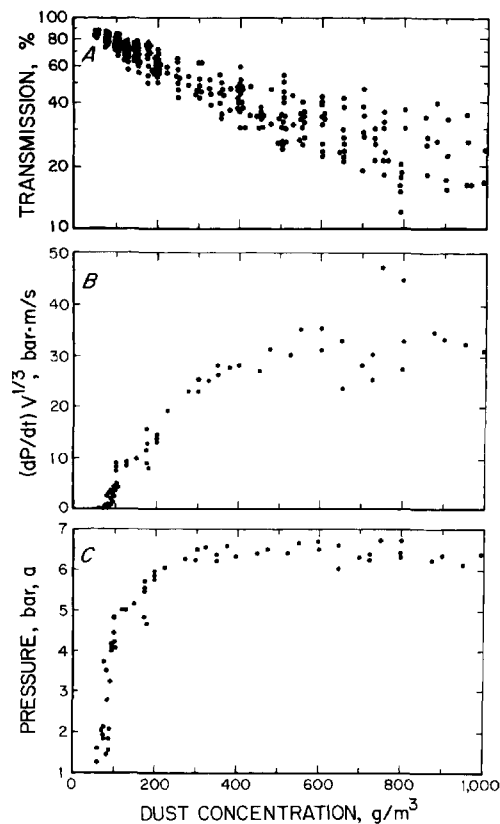 100
80
60
40
20
10
A
TRANSMISSION, %
50
40
30
20
10
0
B
(dP/dt) V^1/3, bar·m/s
7
6
5
4
3
2
1
C
PRESSURE, bar, a
0 200 400 600 800 1,000
DUST CONCENTRATION, g/m³